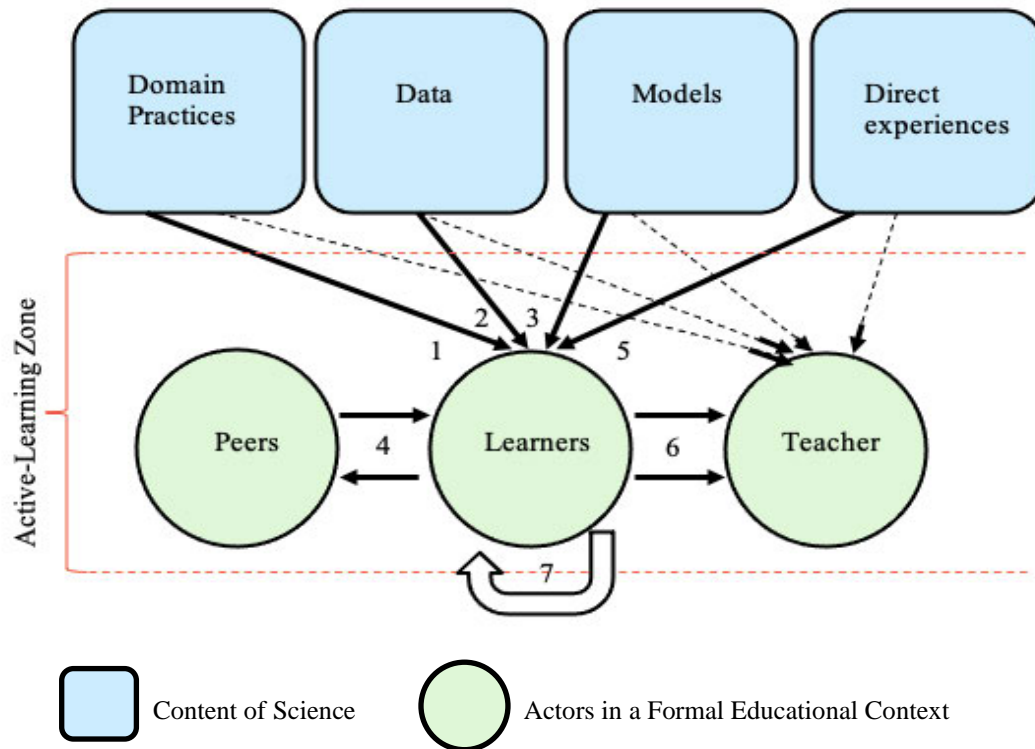 Domain
Practices
Data
Models
Direct
experiences
Active-Learning Zone
1
2
3
5
Peers
4
Learners
6
Teacher
7
Content of Science
Actors in a Formal Educational Context